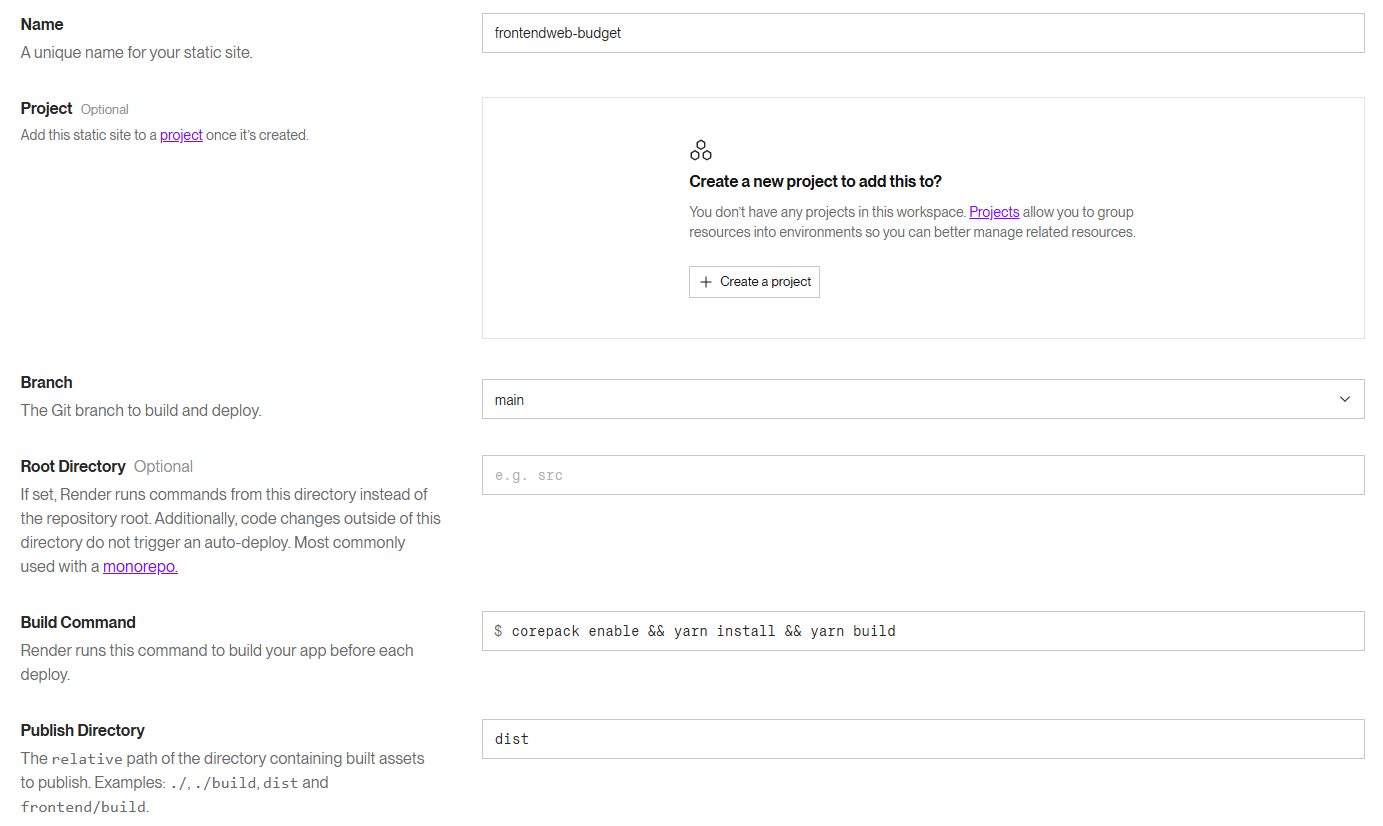 Name
A unique name for your static site.
frontendweb-budget
Project Optional
Add this static site to a project once it's created.
Create a new project to add this to?
You don't have any projects in this workspace. Projects allow you to group
resources into environments so you can better manage related resources.
+ Create a project
Branch
The Git branch to build and deploy.
main
Root Directory Optional
If set, Render runs commands from this directory instead of
the repository root. Additionally, code changes outside of this
directory do not trigger an auto-deploy. Most commonly
used with a monorepo.
e.g. src
Build Command
Render runs this command to build your app before each
deploy.
$ corepack enable && yarn install && yarn build
Publish Directory
The relative path of the directory containing built assets
to publish. Examples: ./, ./build, dist and
frontend/build.
dist